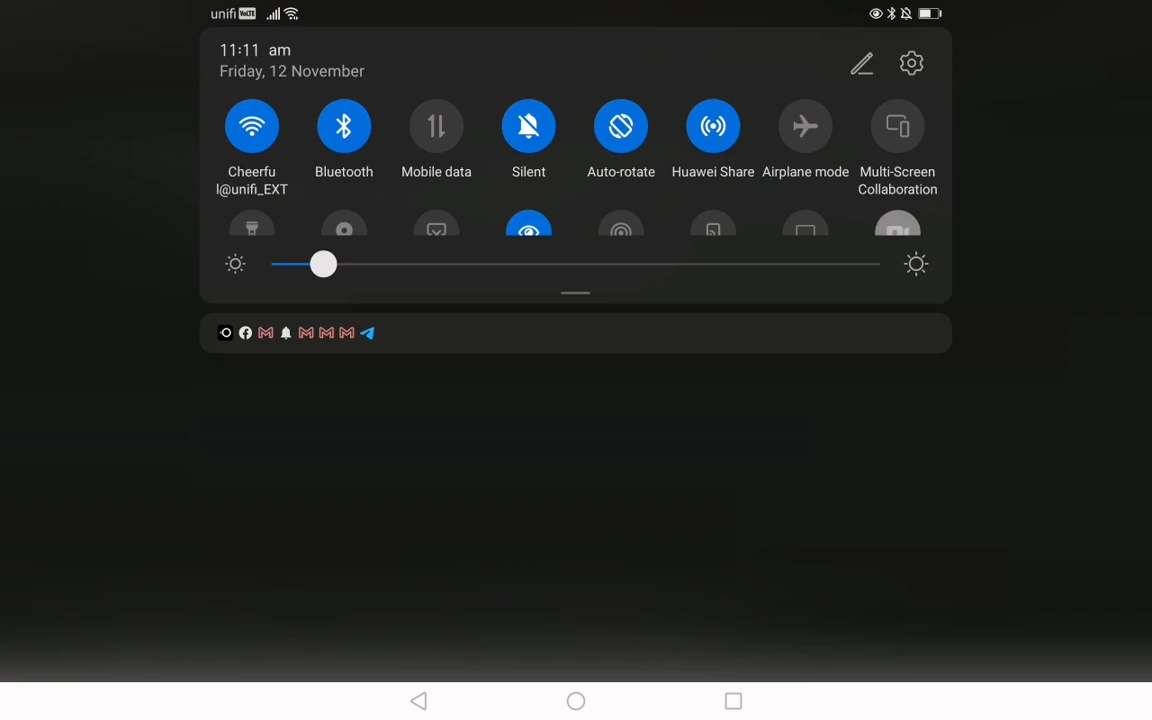 unifi VoLTE
11:11 am
Friday, 12 November
Cheerfu
l@unifi_EXT
Bluetooth
Mobile data
Silent
Auto-rotate
Huawei Share
Airplane mode
Multi-Screen
Collaboration